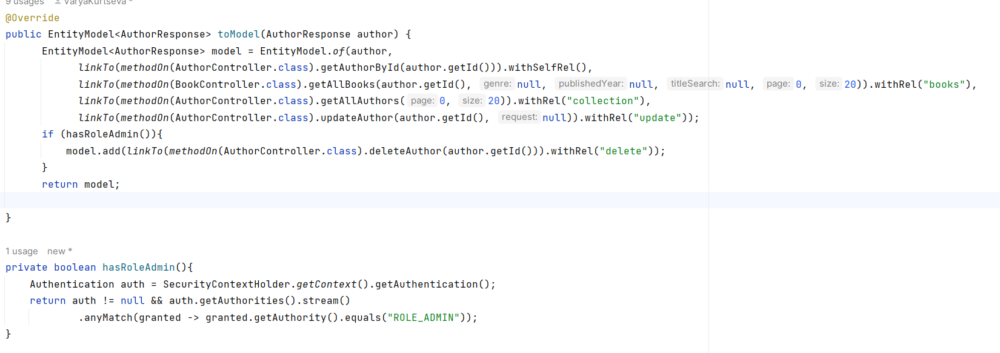 9 usages VaryaKurtseva *
@Override
public EntityModel<AuthorResponse> toModel(AuthorResponse author) {
EntityModel<AuthorResponse> model = EntityModel.of(author,
linkTo(methodOn(AuthorController.class).getAuthorById(author.getId())).withSelfRel(),
linkTo(methodOn(BookController.class).getAllBooks(author.getId(), genre: null, publishedYear: null, titleSearch: null, page: 0, size: 20)).withRel("books"),
linkTo(methodOn(AuthorController.class).getAllAuthors( page: 0, size: 20)).withRel("collection"),
linkTo(methodOn(AuthorController.class).updateAuthor(author.getId(), request: null)).withRel("update"));
if (hasRoleAdmin()){
model.add(linkTo(methodOn(AuthorController.class).deleteAuthor(author.getId())).withRel("delete"));
}
return model;
}
1 usage new *
private boolean hasRoleAdmin(){
Authentication auth = SecurityContextHolder.getContext().getAuthentication();
return auth != null && auth.getAuthorities().stream()
.anyMatch(granted -> granted.getAuthority().equals("ROLE_ADMIN"));
}